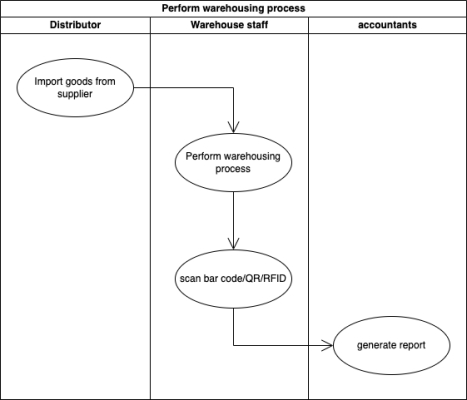 Perform warehousing process
Distributor
Warehouse staff
accountants
Import goods from
supplier
Perform warehousing
process
scan bar code/QR/RFID
generate report